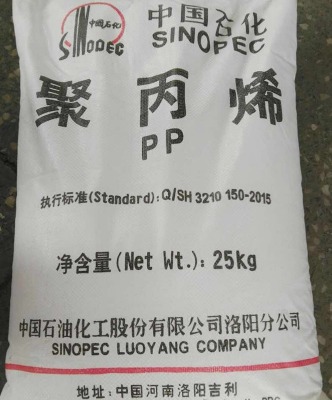 中国石化
SINOPEC
中国石化
SINOPEC
聚丙烯
PP
执行标准(Standard):Q/SH 3210 150-2015
净含量(Net Wt.):25kg
中国石油化工股份有限公司洛阳分公司
SINOPEC LUOYANG COMPANY
地址:中国河南洛阳吉利